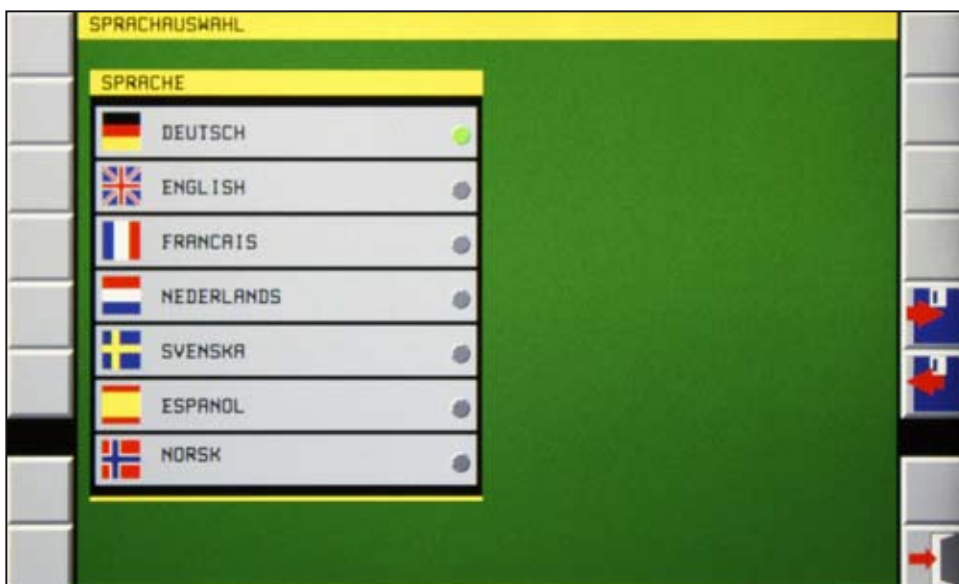 SPRACHAUSWAHL
SPRACHE
DEUTSCH
ENGLISH
FRANCAIS
NEDERLANDS
SVENSKA
ESPANOL
NORSK